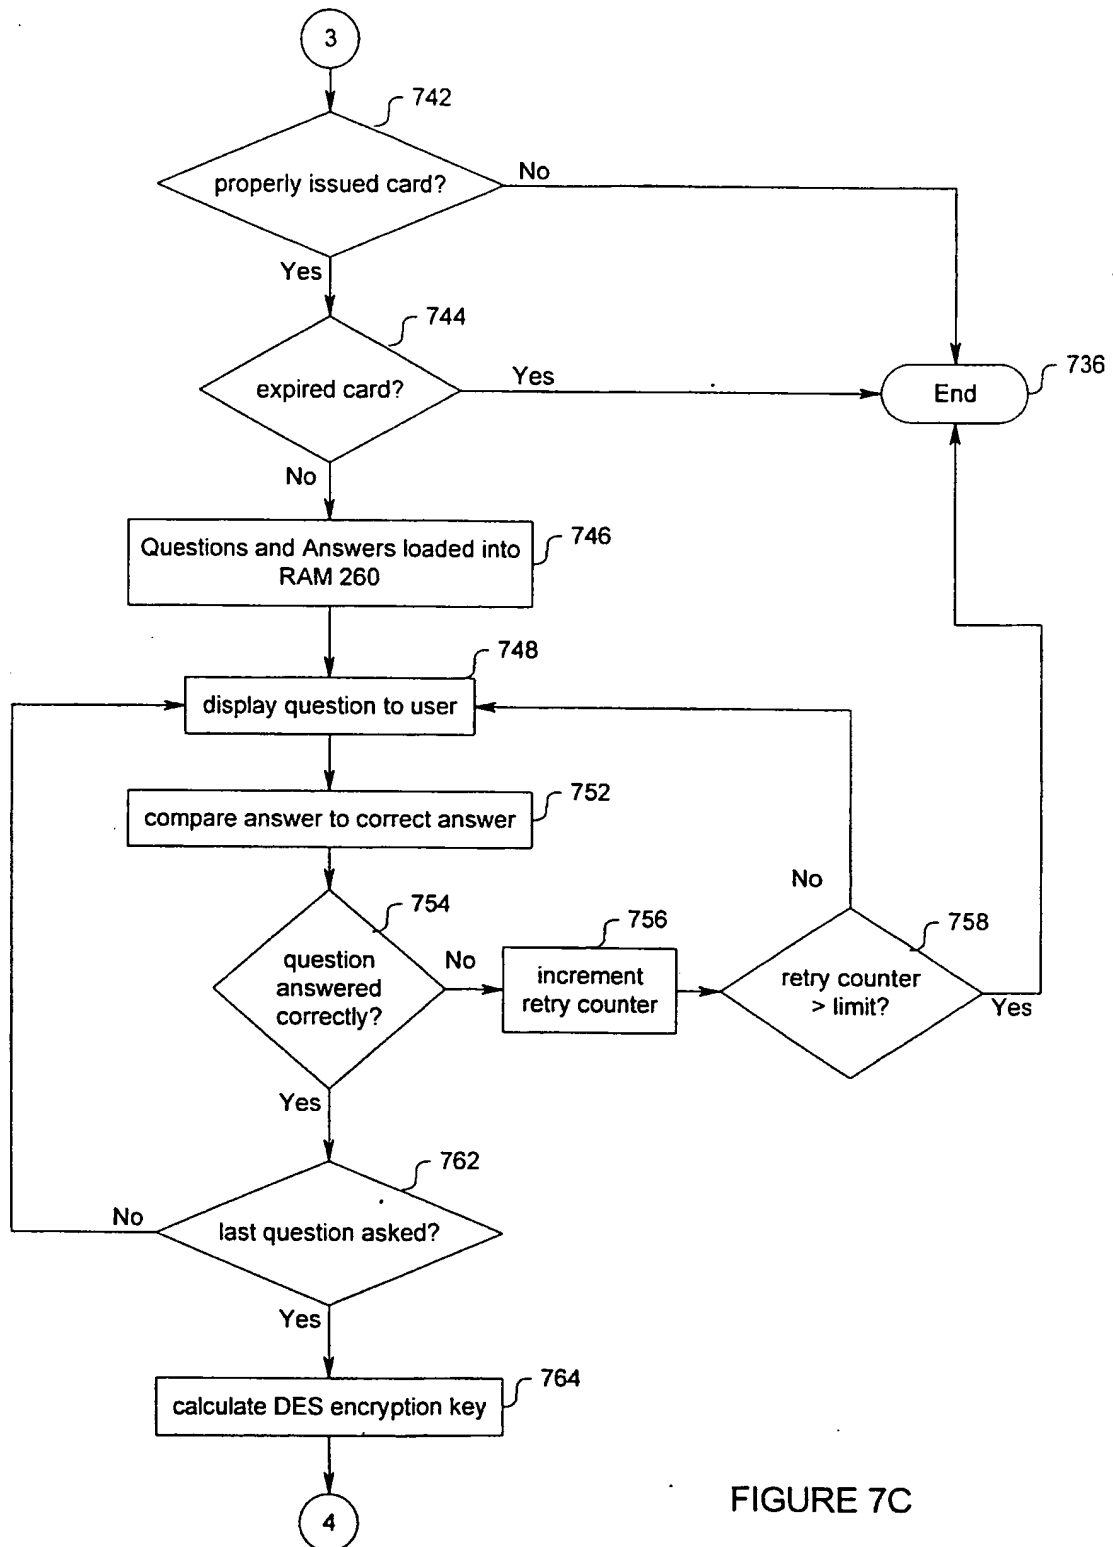 3
742
properly issued card?
No
Yes
744
expired card?
Yes
End
736
No
Questions and Answers loaded into
RAM 260
746
748
display question to user
752
compare answer to correct answer
754
question
answered
correctly?
No
756
increment
retry counter
No
758
retry counter
> limit?
Yes
Yes
762
No
last question asked?
Yes
764
calculate DES encryption key
4
FIGURE 7C